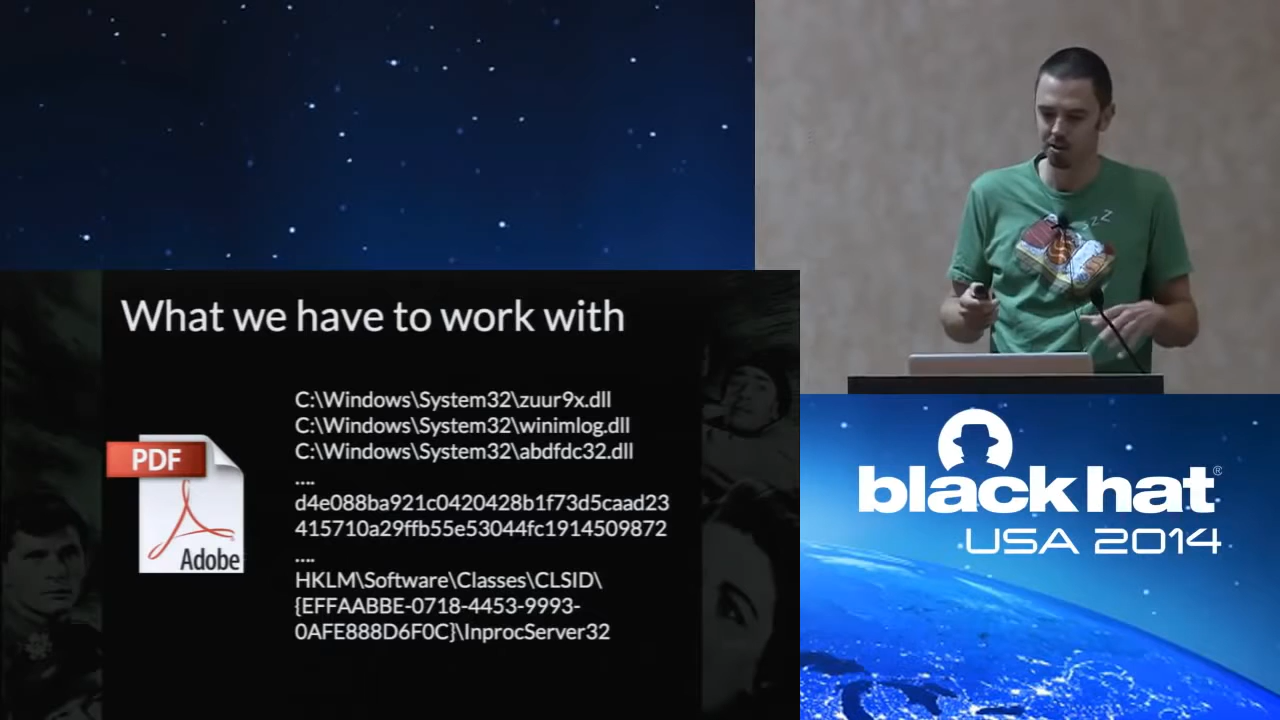 What we have to work with
C:\Windows\System32\zuur9x.dll
C:\Windows\System32\winimlog.dll
C:\Windows\System32\abdfdc32.dll
....
d4e088ba921c0420428b1f73d5caad23
415710a29ffb55e53044fc1914509872
....
HKLM\Software\Classes\CLSID\
{EFFAABBE-0718-4453-9993-
0AFE888D6F0C}\InprocServer32
PDF
Adobe
zzz
black hat®
USA 2014